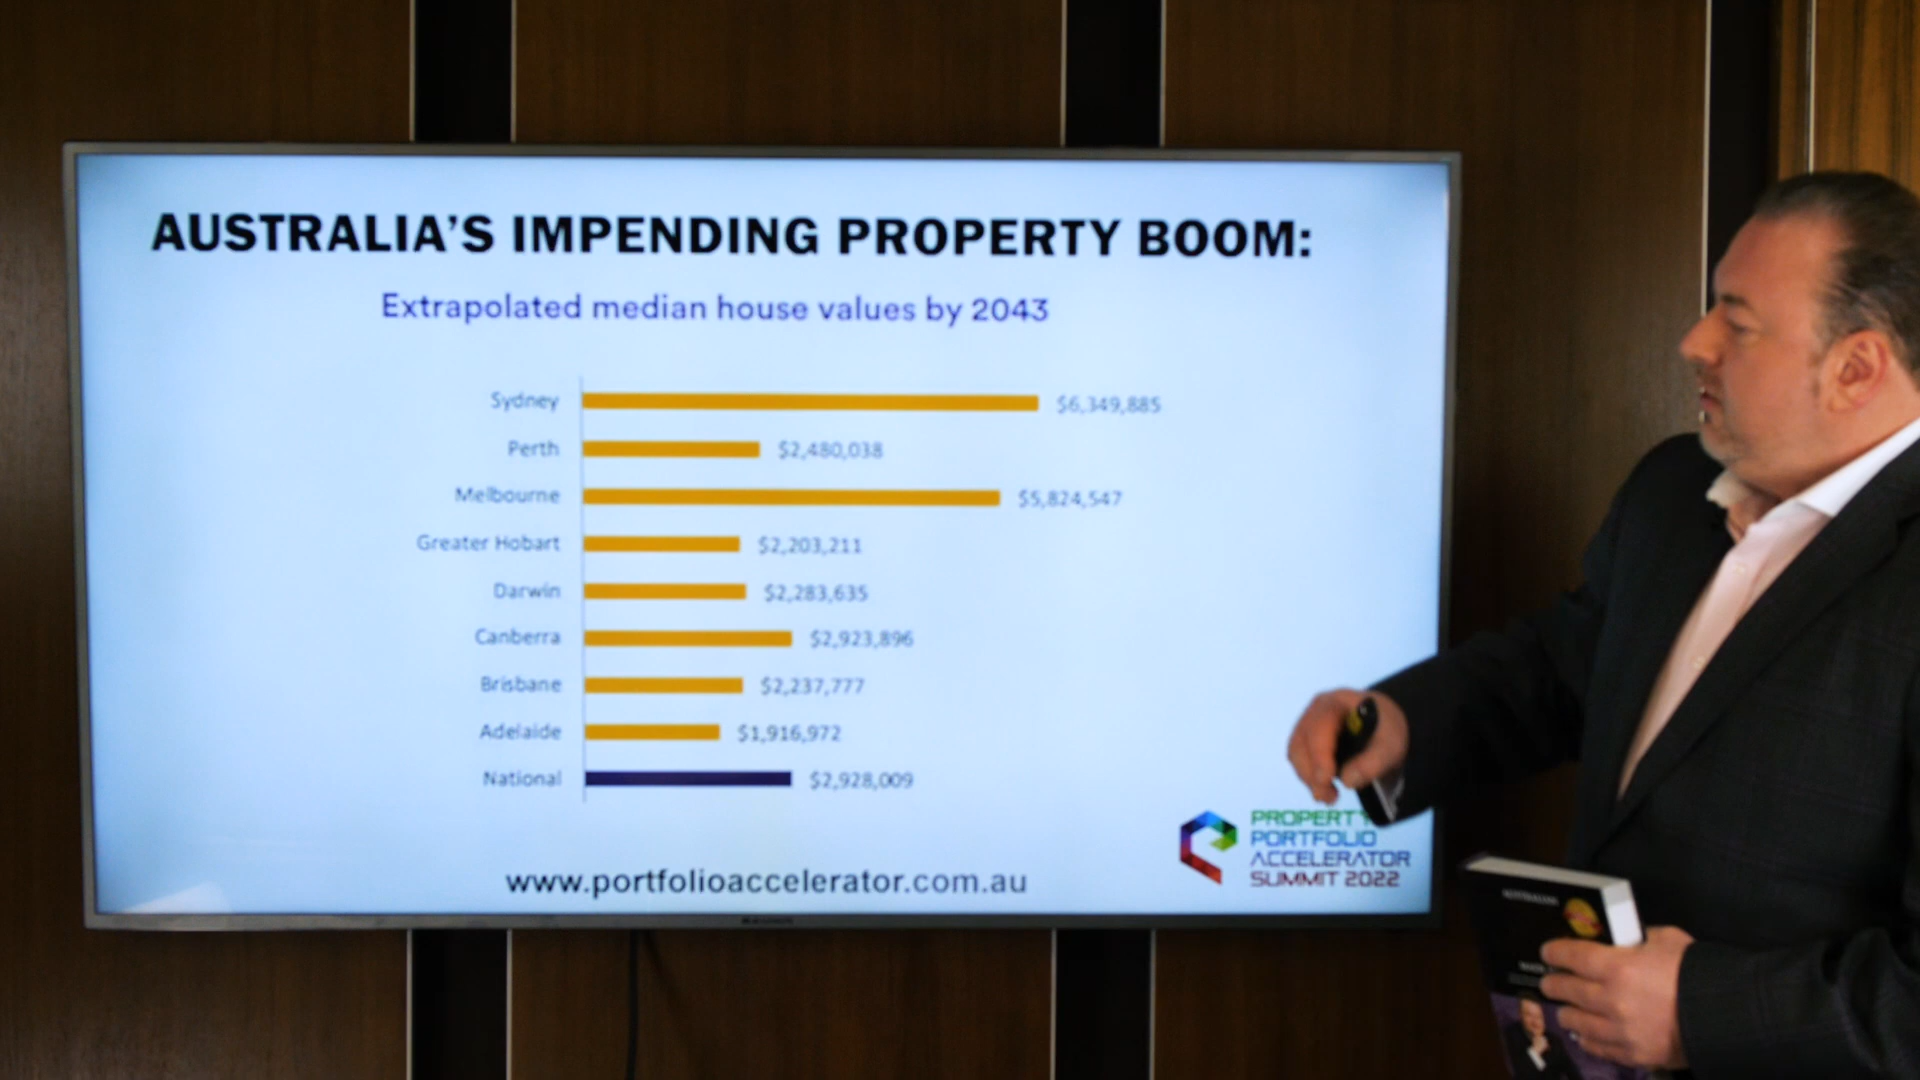 AUSTRALIA'S IMPENDING PROPERTY BOOM:
Extrapolated median house values by 2043
Sydney $6,349,885
Perth $2,480,038
Melbourne $5,824,547
Greater Hobart $2,203,211
Darwin $2,283,635
Canberra $2,923,896
Brisbane $2,237,777
Adelaide $1,916,972
National $2,928,009
www.portfolioaccelerator.com.au
PROPERTY
PORTFOLIO
ACCELERATOR
SUMMIT 2022